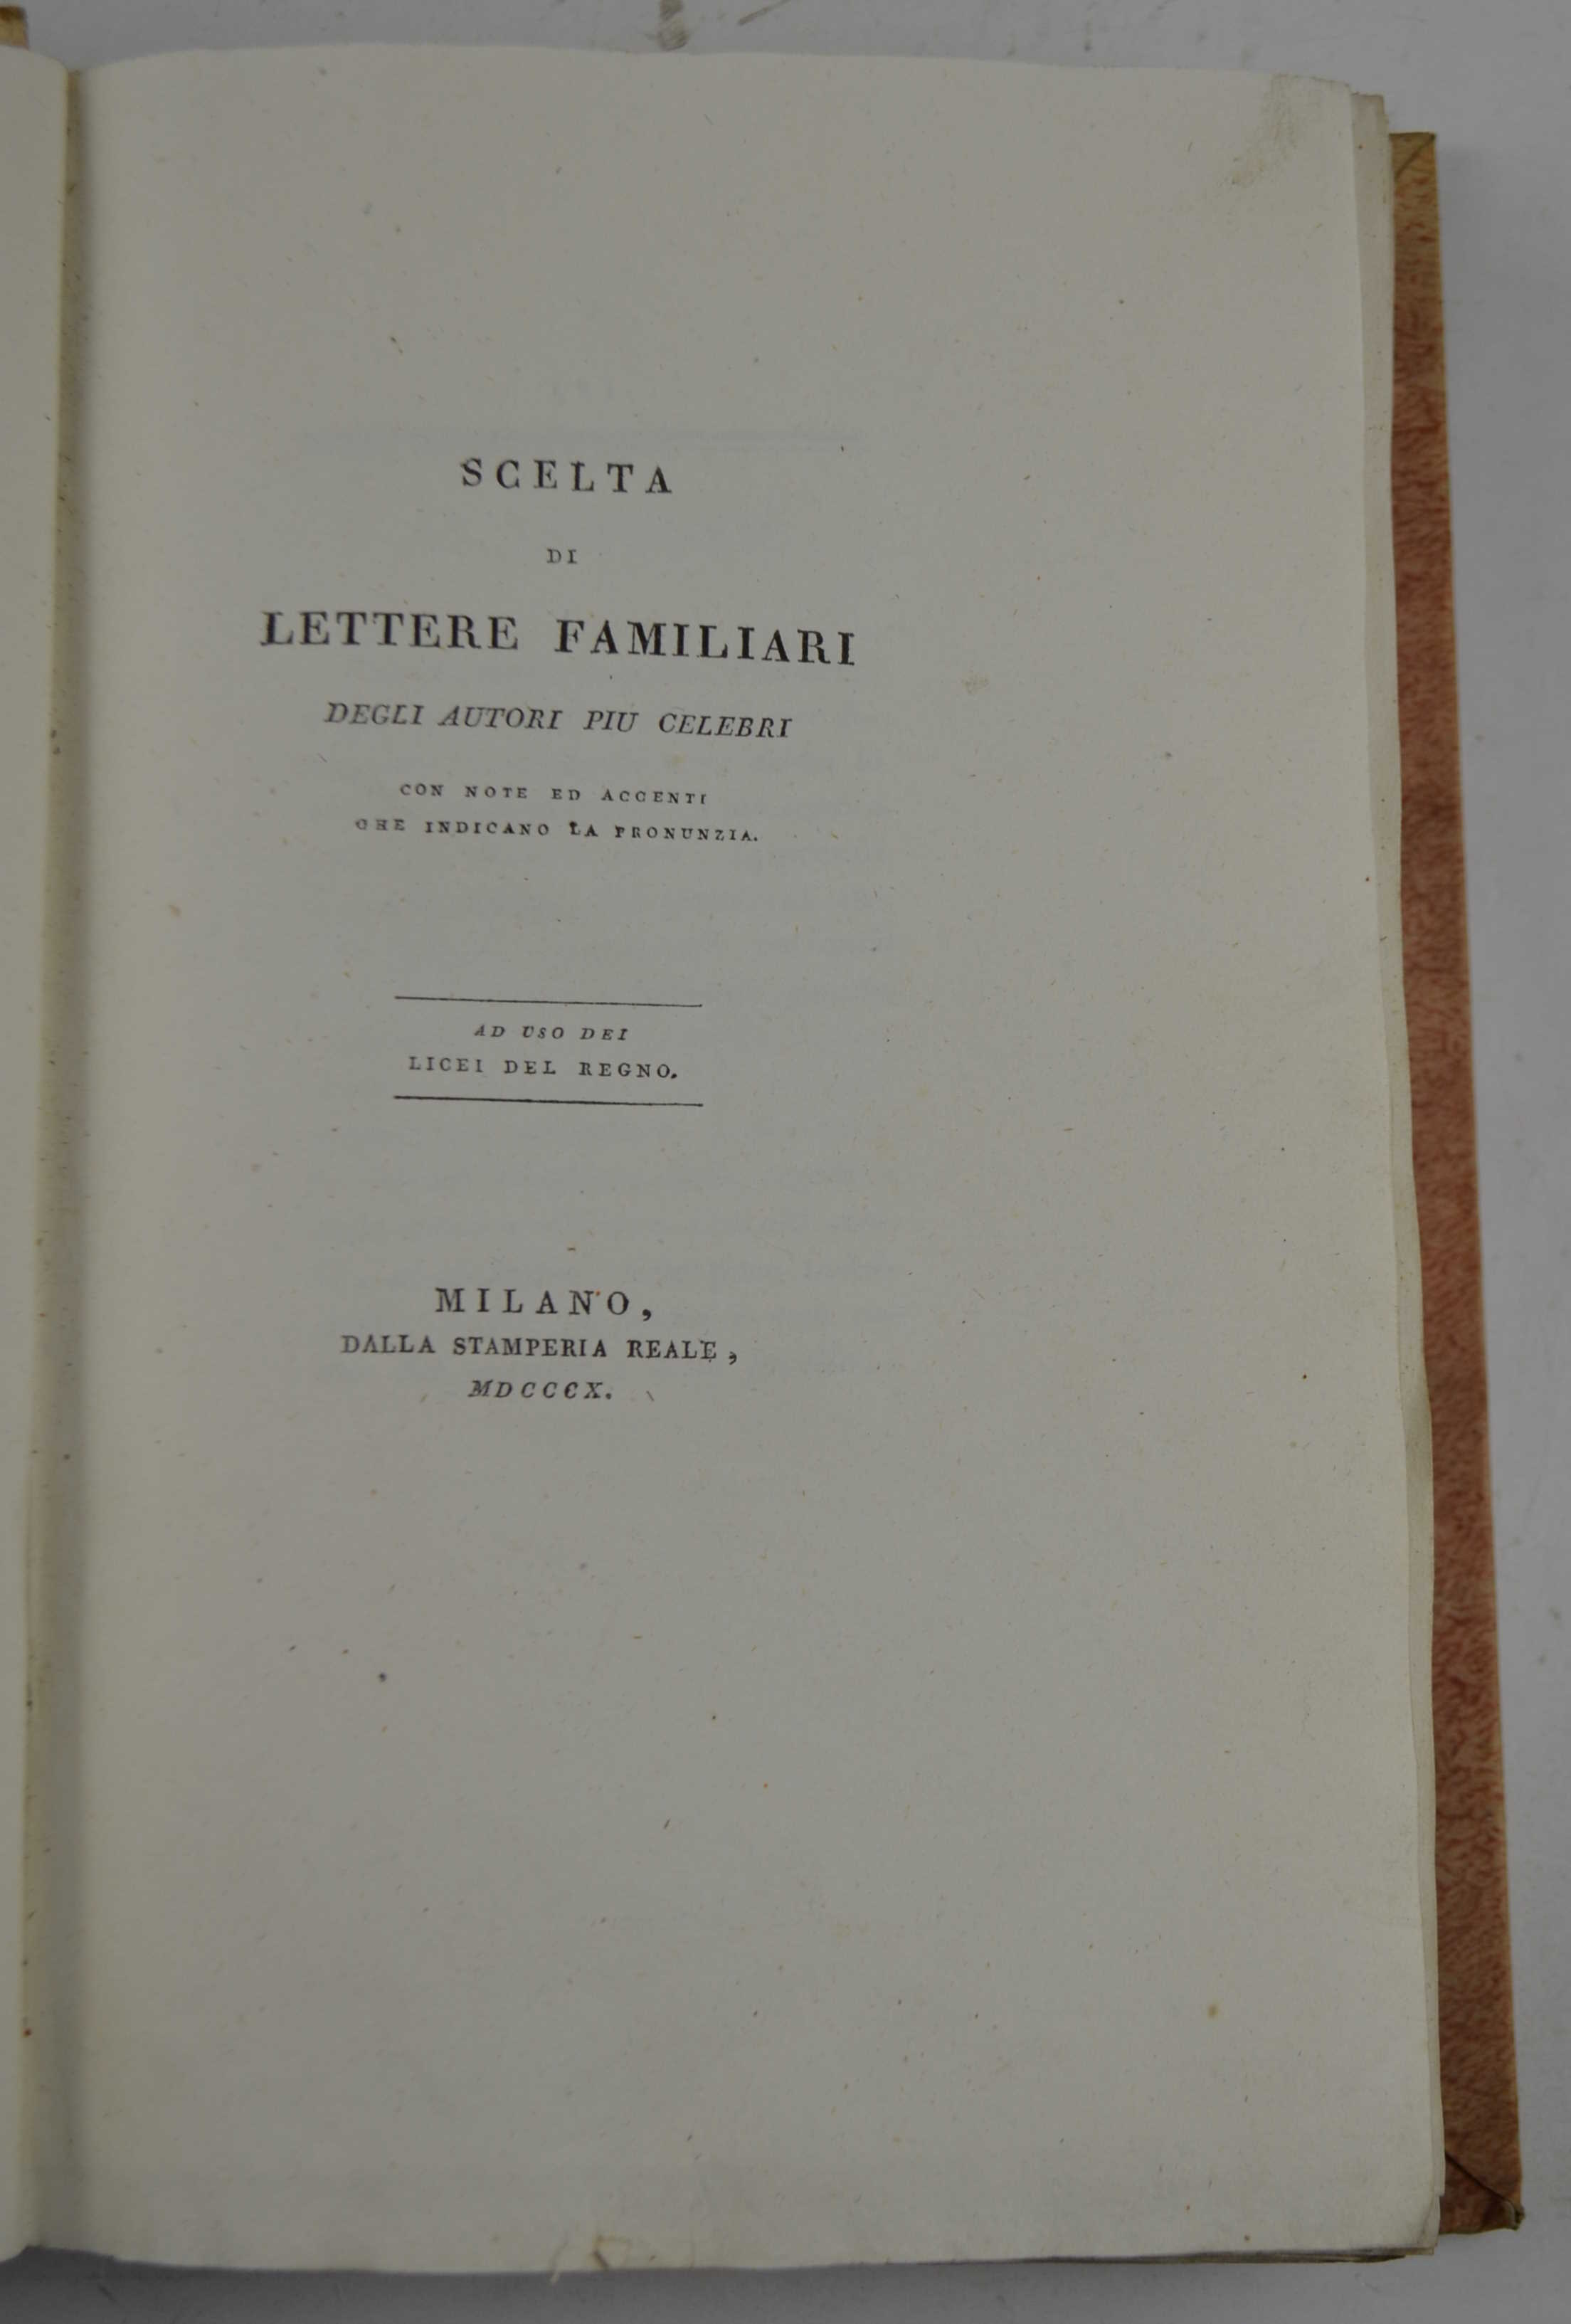 SCELTA
DI
LETTERE FAMILIARI
DEGLI AUTORI PIU CELEBRI
CON NOTE ED ACCENTI
CHE INDICANO LA PRONUNZIA.
AD USO DEI
LICEI DEL REGNO.
MILANO,
DALLA STAMPERIA REALE,
MDCCCX.